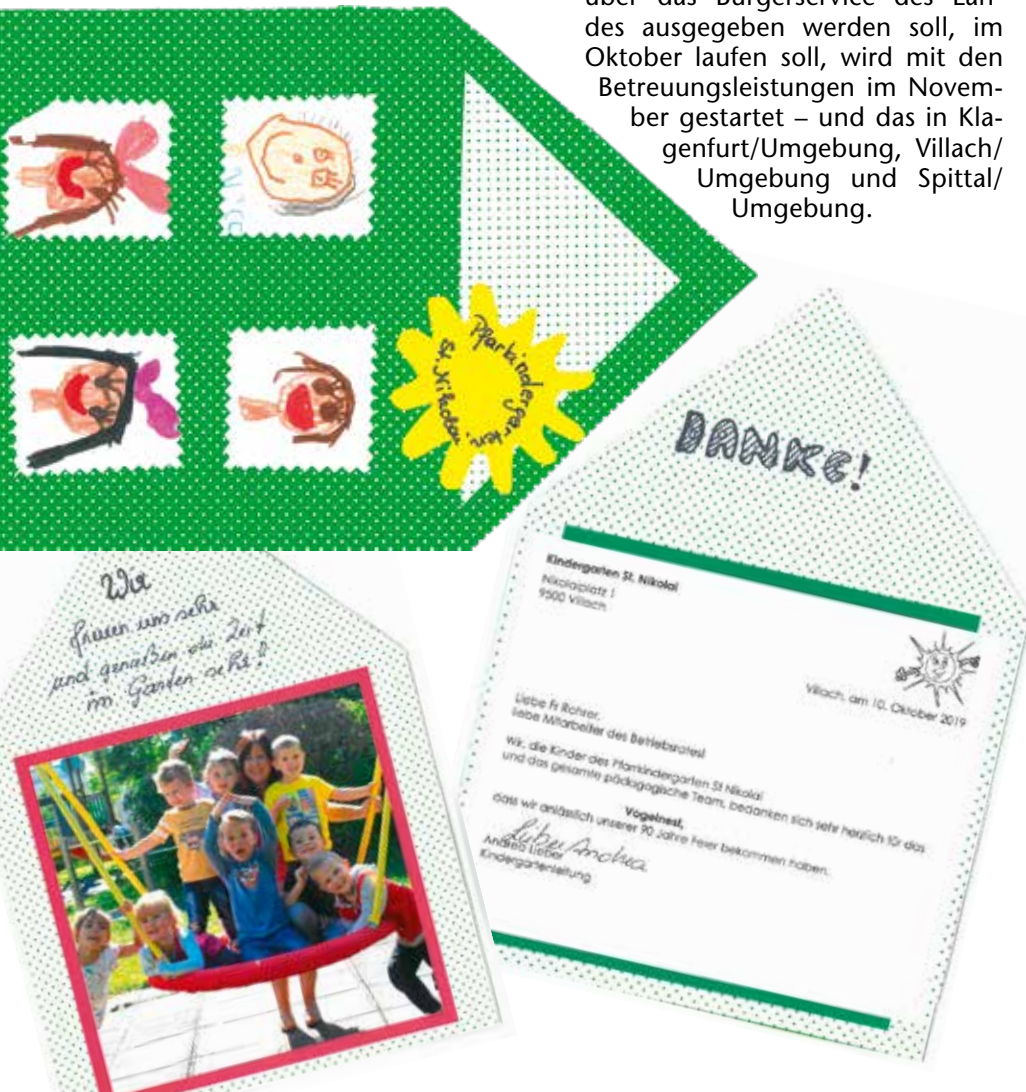 über das Bürgerservice des Lan-
des ausgegeben werden soll, im
Oktober laufen soll, wird mit den
Betreuungsleistungen im Novem-
ber gestartet – und das in Kla-
genfurt/Umgebung, Villach/
Umgebung und Spittal/
Umgebung.
Pfarkindergarten
St. Nikolai
DANKE!
Kindergarten St. Nikolai
Nikolaiplatz 1
9500 Villach
Villach, am 10. Oktober 2019
Liebe Fr Rohrer,
liebe Mitarbeiter des Betriebsrates!
Wir, die Kinder des Pfarrkindergarten St Nikolai
und das gesamte pädagogische Team, bedanken sich sehr herzlich für das
Vogelnest,
dass wir anlässlich unserer 90 Jahre Feier bekommen haben.
Lieber Andrea
Andrea Lieber
Kindergartenleitung
Wir
freuen uns sehr
und genießen die Zeit
im Garten sehr!